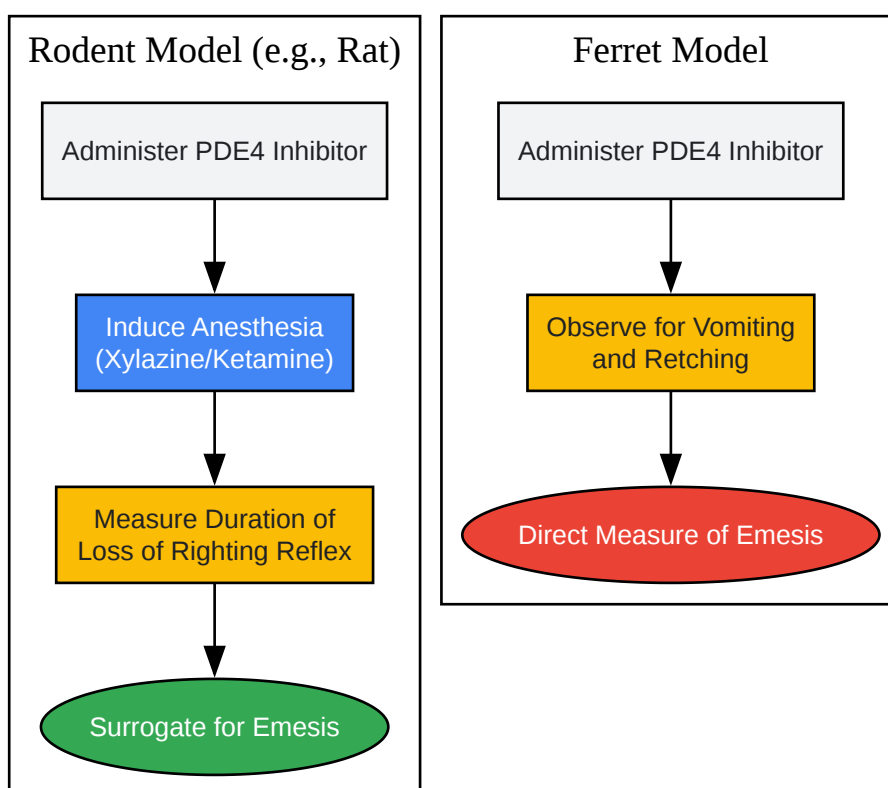 Rodent Model (e.g., Rat)
Administer PDE4 Inhibitor
Induce Anesthesia
(Xylazine/Ketamine)
Measure Duration of
Loss of Righting Reflex
Surrogate for Emesis
Ferret Model
Administer PDE4 Inhibitor
Observe for Vomiting
and Retching
Direct Measure of Emesis